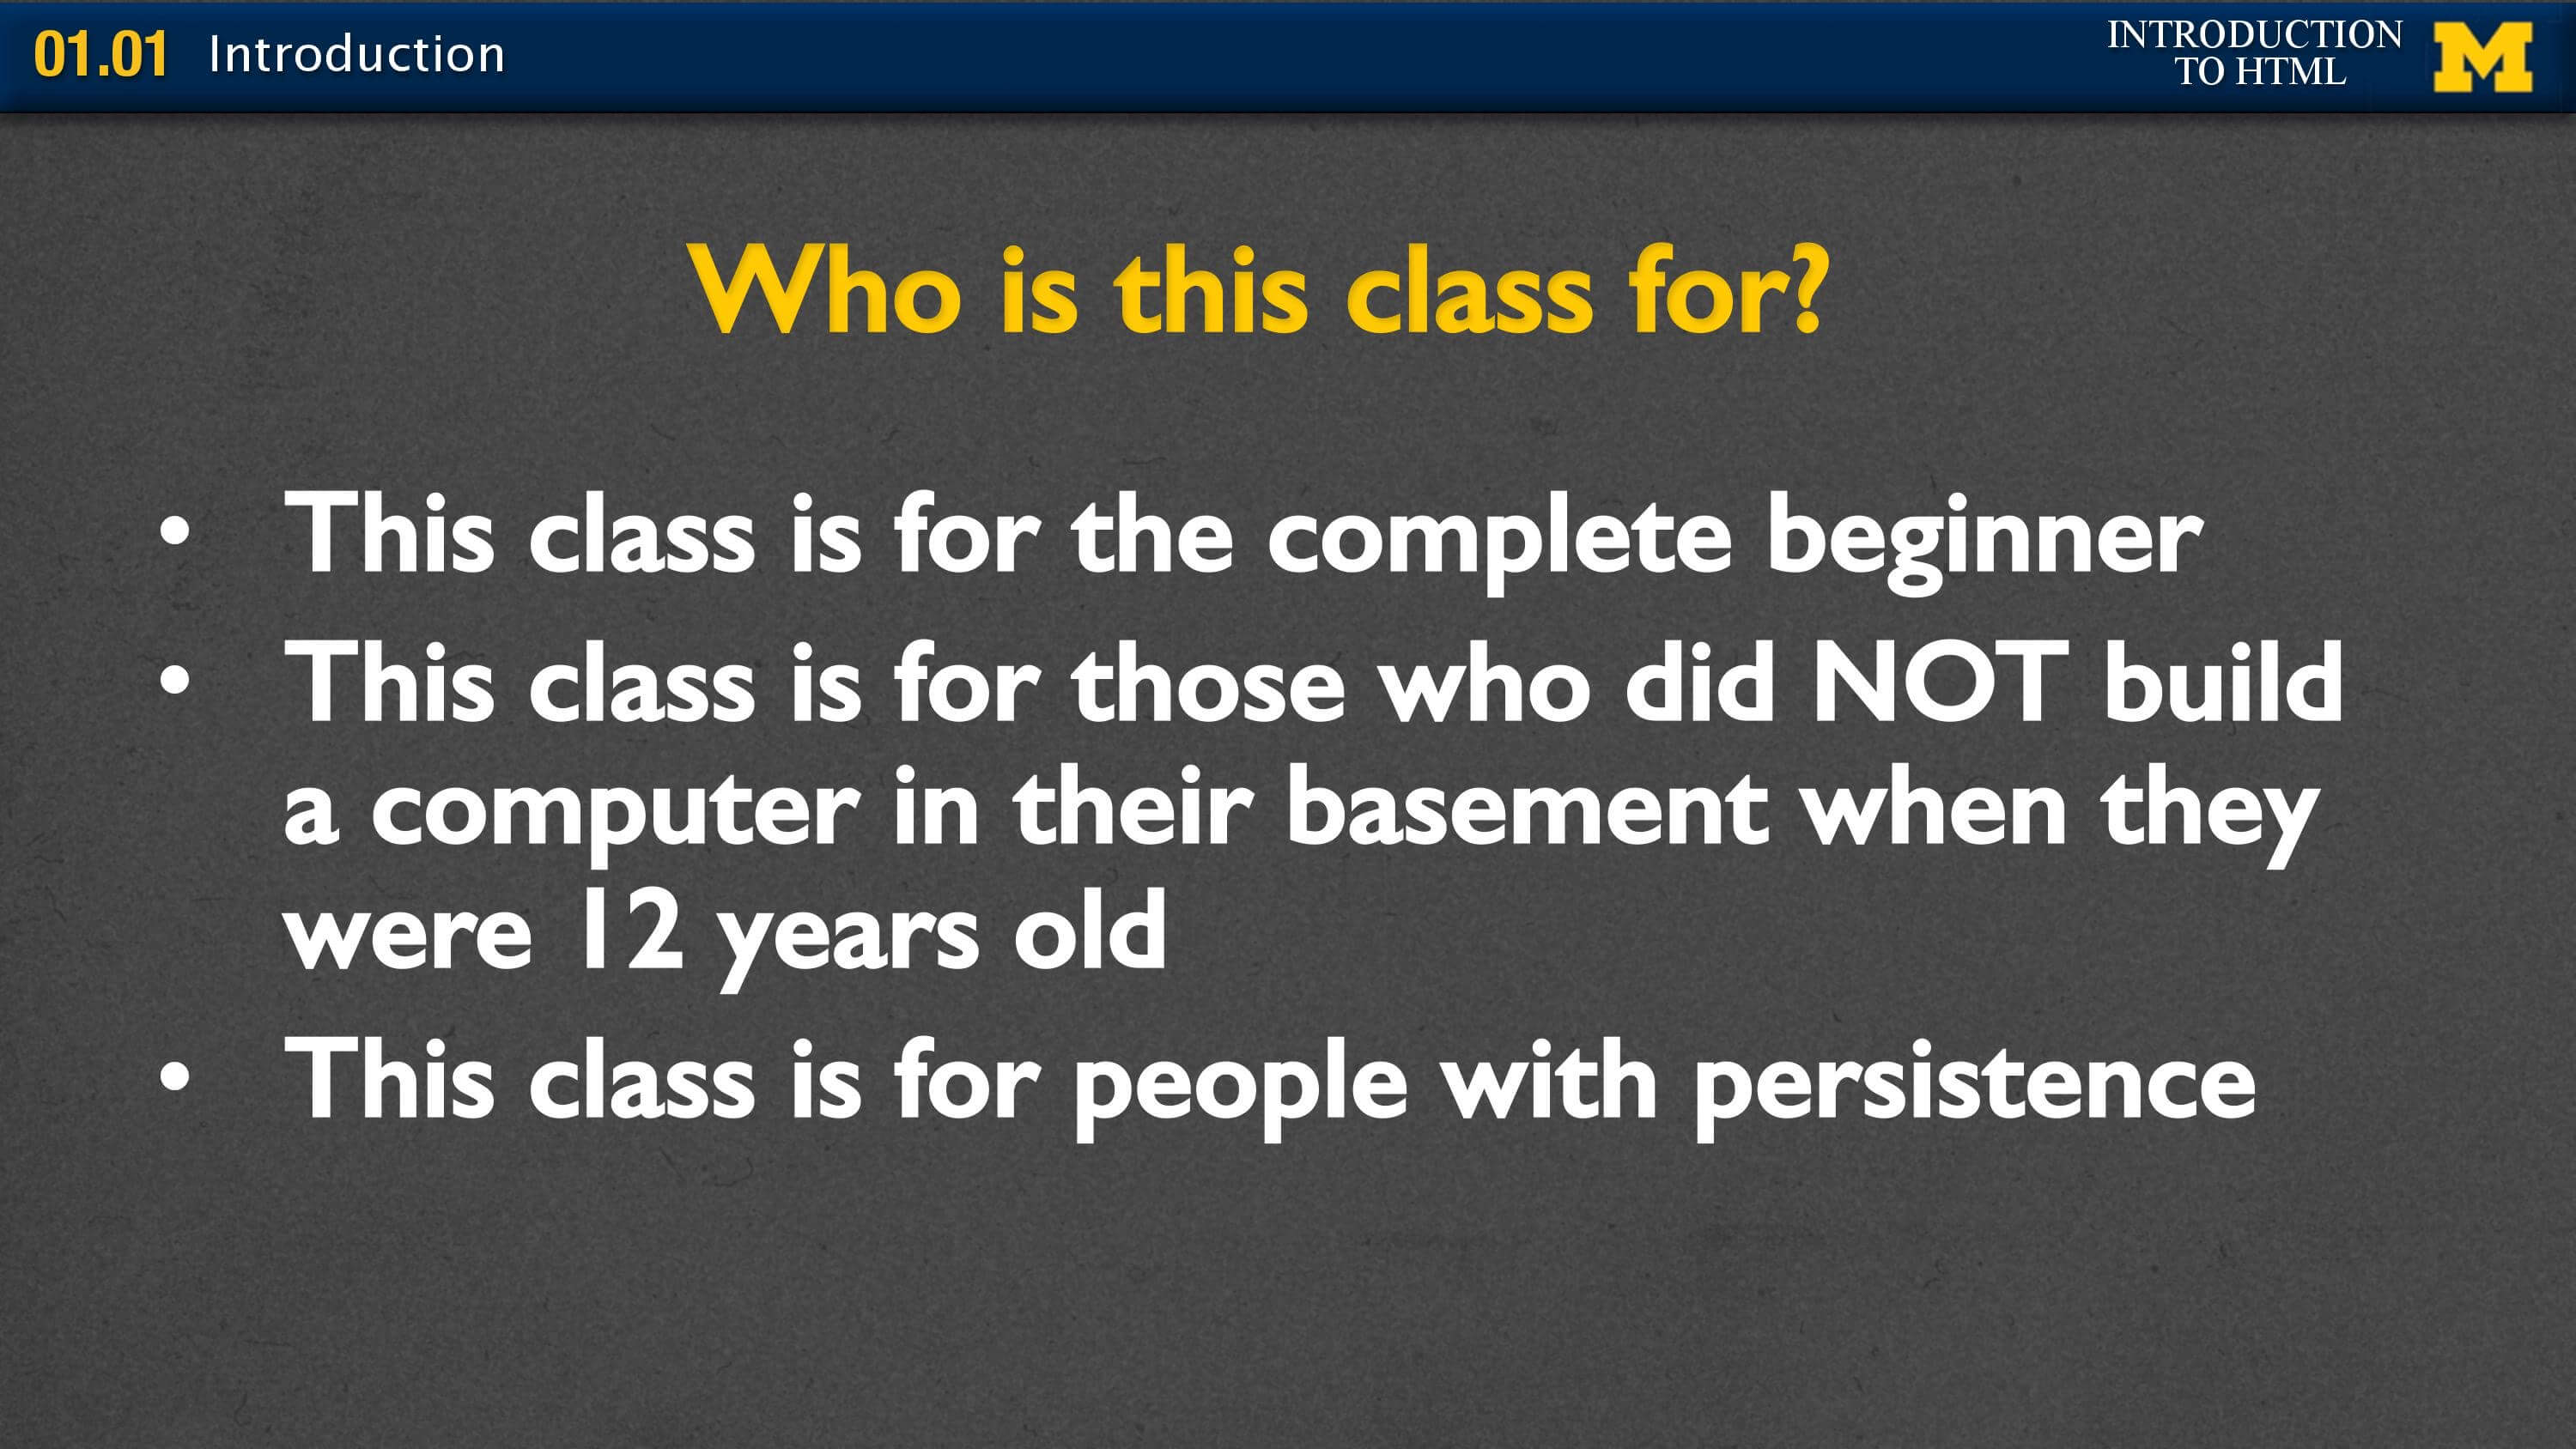 01.01 Introduction
INTRODUCTION
TO HTML
M
Who is this class for?
• This class is for the complete beginner
• This class is for those who did NOT build
a computer in their basement when they
were 12 years old
• This class is for people with persistence